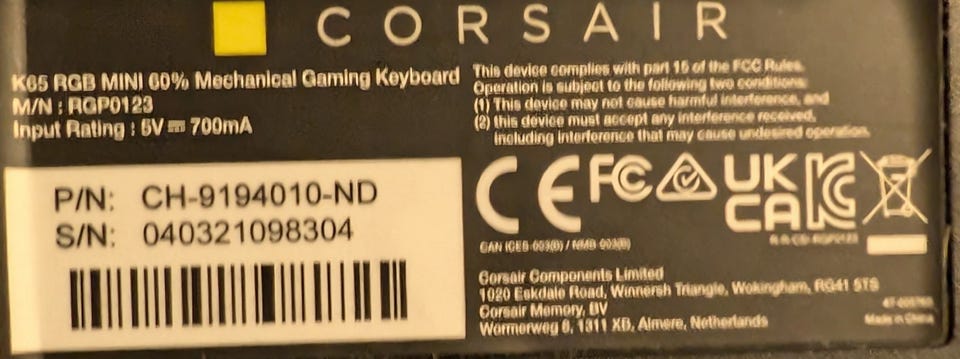 CORSAIR
K65 RGB MINI 60% Mechanical Gaming Keyboard
M/N : RGP0123
Input Rating : 5V ⎓ 700mA
P/N: CH-9194010-ND
S/N: 040321098304
This device complies with part 15 of the FCC Rules.
Operation is subject to the following two conditions:
(1) This device may not cause harmful interference, and
(2) this device must accept any interference received,
including interference that may cause undesired operation.
CE FC UK CA KC
CAN ICES-003(B) / NMB-003(B)
R-R-CSI-RGP0123
Corsair Components Limited
1020 Eskdale Road, Winnersh Triangle, Wokingham, RG41 5TS
Corsair Memory, BV
Wormerweg 8, 1311 XB, Almere, Netherlands
Made in China